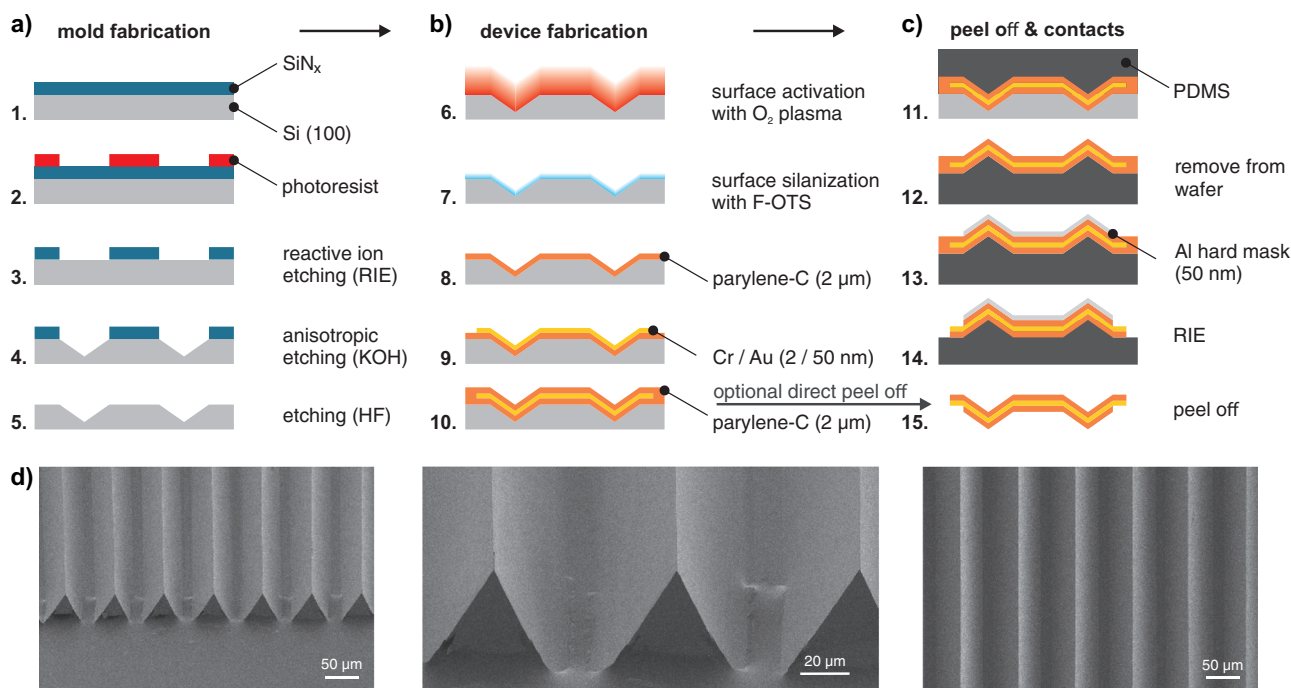 a) mold fabrication
SiNx
1.
Si (100)
2.
photoresist
3.
reactive ion
etching (RIE)
4.
anisotropic
etching (KOH)
5.
etching (HF)
b) device fabrication
6.
surface activation
with O₂ plasma
7.
surface silanization
with F-OTS
8.
parylene-C (2 µm)
9.
Cr / Au (2 / 50 nm)
10.
optional direct peel off
parylene-C (2 µm)
c) peel off & contacts
PDMS
11.
12.
remove from
wafer
13.
Al hard mask
(50 nm)
14.
RIE
15.
peel off
d)
50 µm
20 µm
50 µm